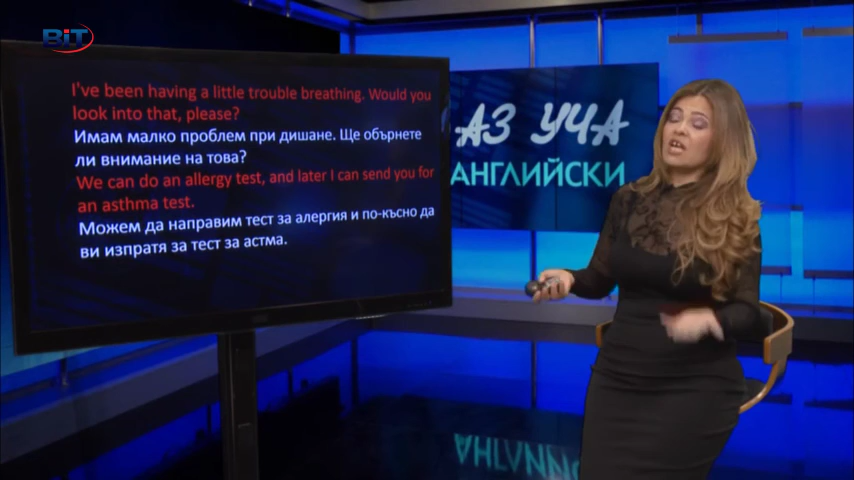 BiT
I've been having a little trouble breathing. Would you
look into that, please?
Имам малко проблем при дишане. Ще обърнете
ли внимание на това?
We can do an allergy test, and later I can send you for
an asthma test.
Можем да направим тест за алергия и по-късно да
ви изпратя за тест за астма.
АЗ УЧА
АНГЛИЙСКИ